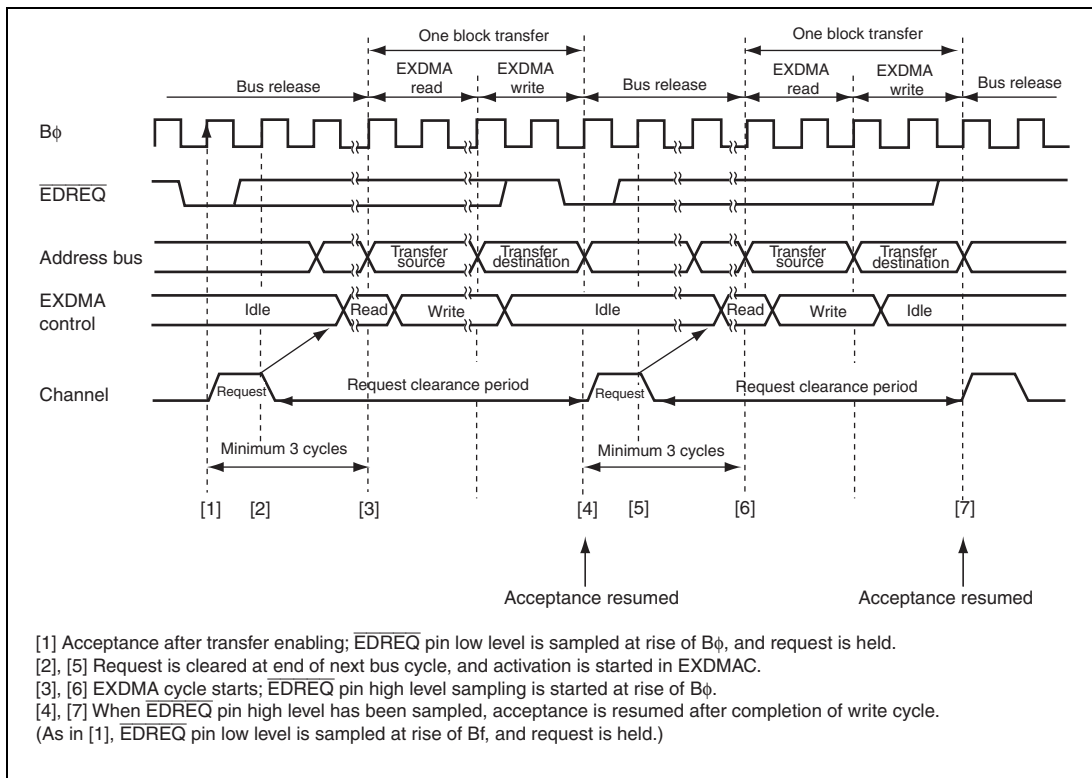 One block transfer One block transfer
Bus release EXDMA read EXDMA write Bus release EXDMA read EXDMA write Bus release
Bφ
EDREQ
Address bus Transfer source Transfer destination Transfer source Transfer destination
EXDMA control Idle Read Write Idle Read Write Idle
Channel Request Request clearance period Request Request clearance period
Minimum 3 cycles Minimum 3 cycles
[1] [2] [3] [4] [5] [6] [7]
Acceptance resumed Acceptance resumed
[1] Acceptance after transfer enabling; EDREQ pin low level is sampled at rise of Bφ, and request is held.
[2], [5] Request is cleared at end of next bus cycle, and activation is started in EXDMAC.
[3], [6] EXDMA cycle starts; EDREQ pin high level sampling is started at rise of Bφ.
[4], [7] When EDREQ pin high level has been sampled, acceptance is resumed after completion of write cycle.
(As in [1], EDREQ pin low level is sampled at rise of Bf, and request is held.)